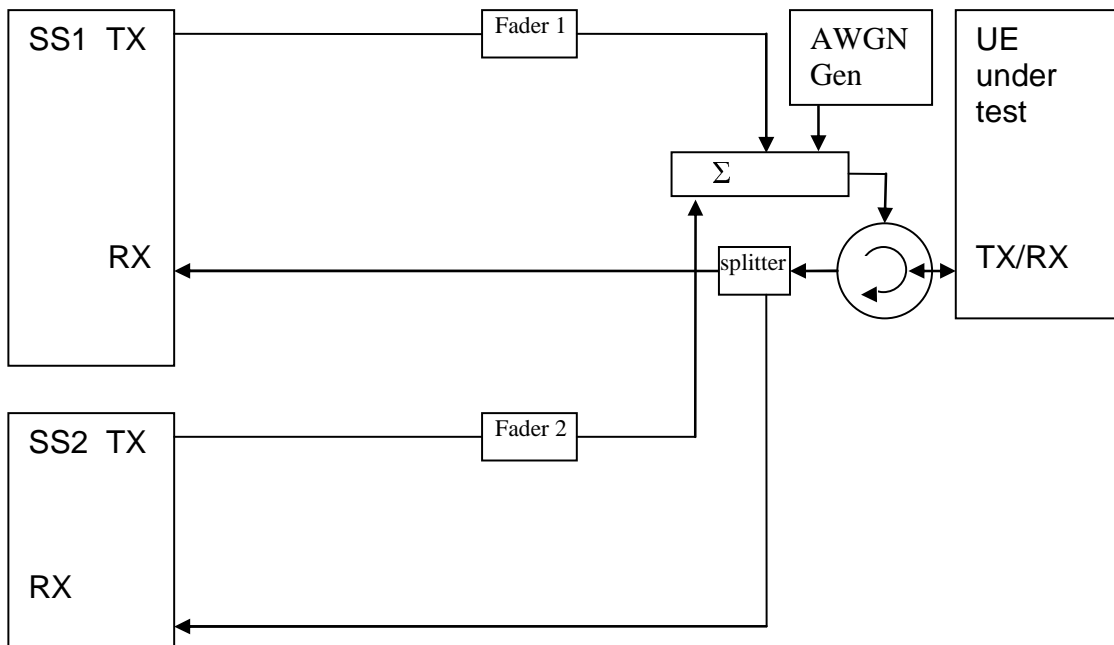 SS1 TX
Fader 1
AWGN
Gen
UE
under
test
Σ
RX
splitter
TX/RX
SS2 TX
Fader 2
RX